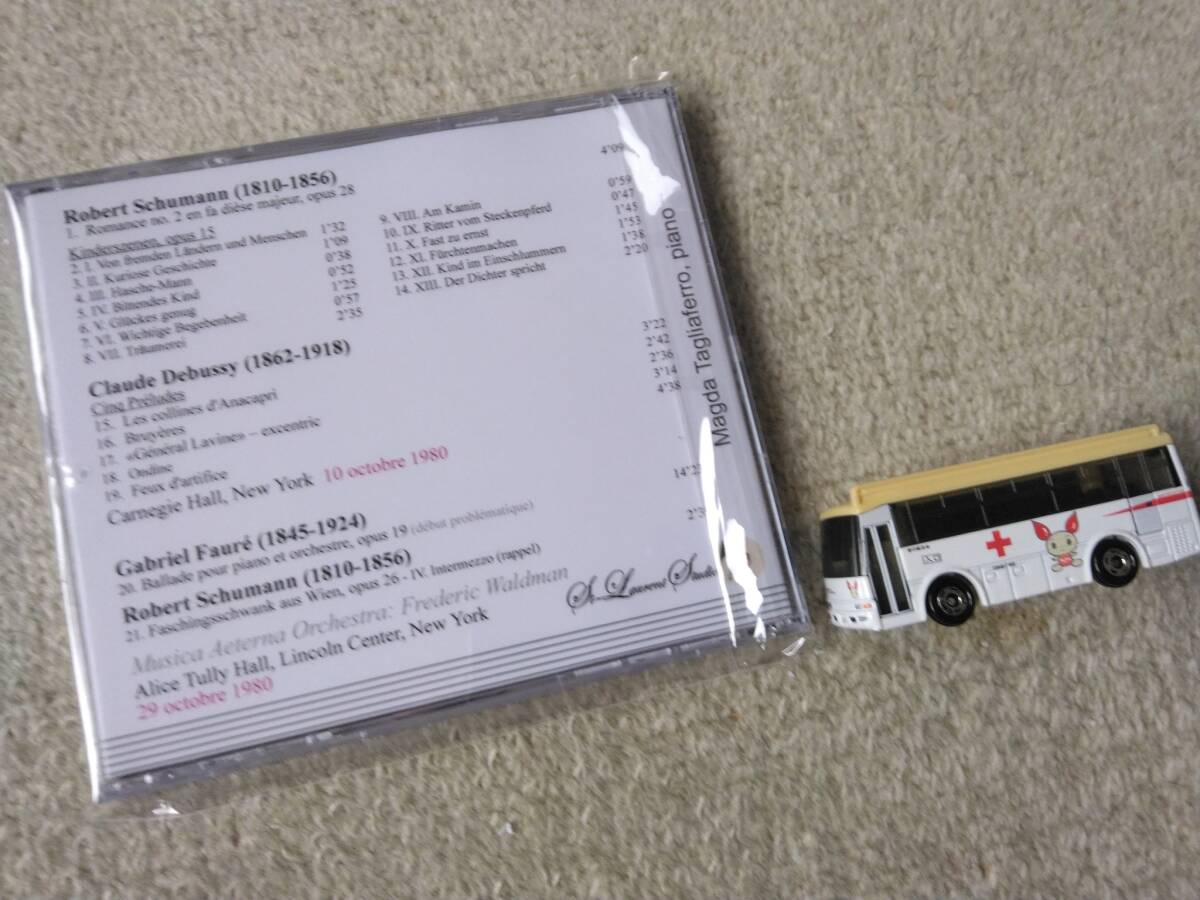 Robert Schumann (1810-1856)
1. Romance no. 2 en fa dièse majeur, opus 28 4'09
Kinderszenen, opus 15
2. I. Von fremden Ländern und Menschen 1'32
3. II. Kuriose Geschichte 1'09
4. III. Hasche-Mann 0'38
5. IV. Bittendes Kind 0'52
6. V. Glückes genug 1'25
7. VI. Wichtige Begebenheit 0'57
8. VII. Träumerei 2'35
9. VIII. Am Kamin 0'59
10. IX. Ritter vom Steckenpferd 0'47
11. X. Fast zu ernst 1'45
12. XI. Fürchtenmachen 1'53
13. XII. Kind im Einschlummern 1'38
14. XIII. Der Dichter spricht 2'20
Claude Debussy (1862-1918)
Cinq Préludes
15. Les collines d'Anacapri 3'22
16. Bruyères 2'42
17. «Général Lavine» – excentric 2'36
18. Ondine 3'14
19. Feux d'artifice 4'38
Carnegie Hall, New York 10 octobre 1980
Gabriel Fauré (1845-1924)
20. Ballade pour piano et orchestre, opus 19 (début problématique)
Robert Schumann (1810-1856)
21. Faschingsschwank aus Wien, opus 26 - IV. Intermezzo (rappel)
Musica Aeterna Orchestra: Frederic Waldman
Alice Tully Hall, Lincoln Center, New York
29 octobre 1980
St-Laurent Studio
Magda Tagliaferro, piano